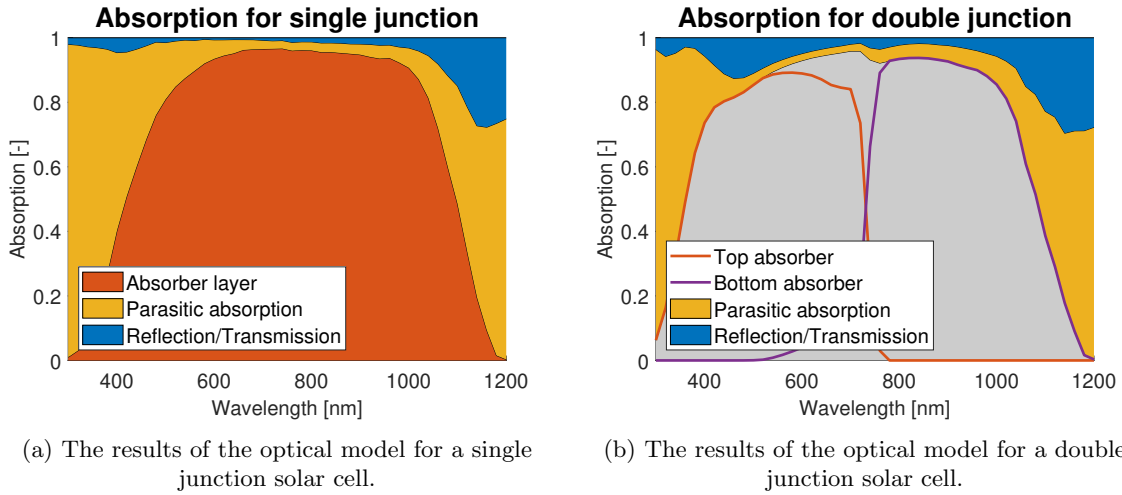 Absorption for single junction
1
0.8
0.6
0.4
0.2
0
Absorption [-]
Absorber layer
Parasitic absorption
Reflection/Transmission
400 600 800 1000 1200
Wavelength [nm]
(a) The results of the optical model for a single
junction solar cell.
Absorption for double junction
1
0.8
0.6
0.4
0.2
0
Absorption [-]
Top absorber
Bottom absorber
Parasitic absorption
Reflection/Transmission
400 600 800 1000 1200
Wavelength [nm]
(b) The results of the optical model for a double
junction solar cell.